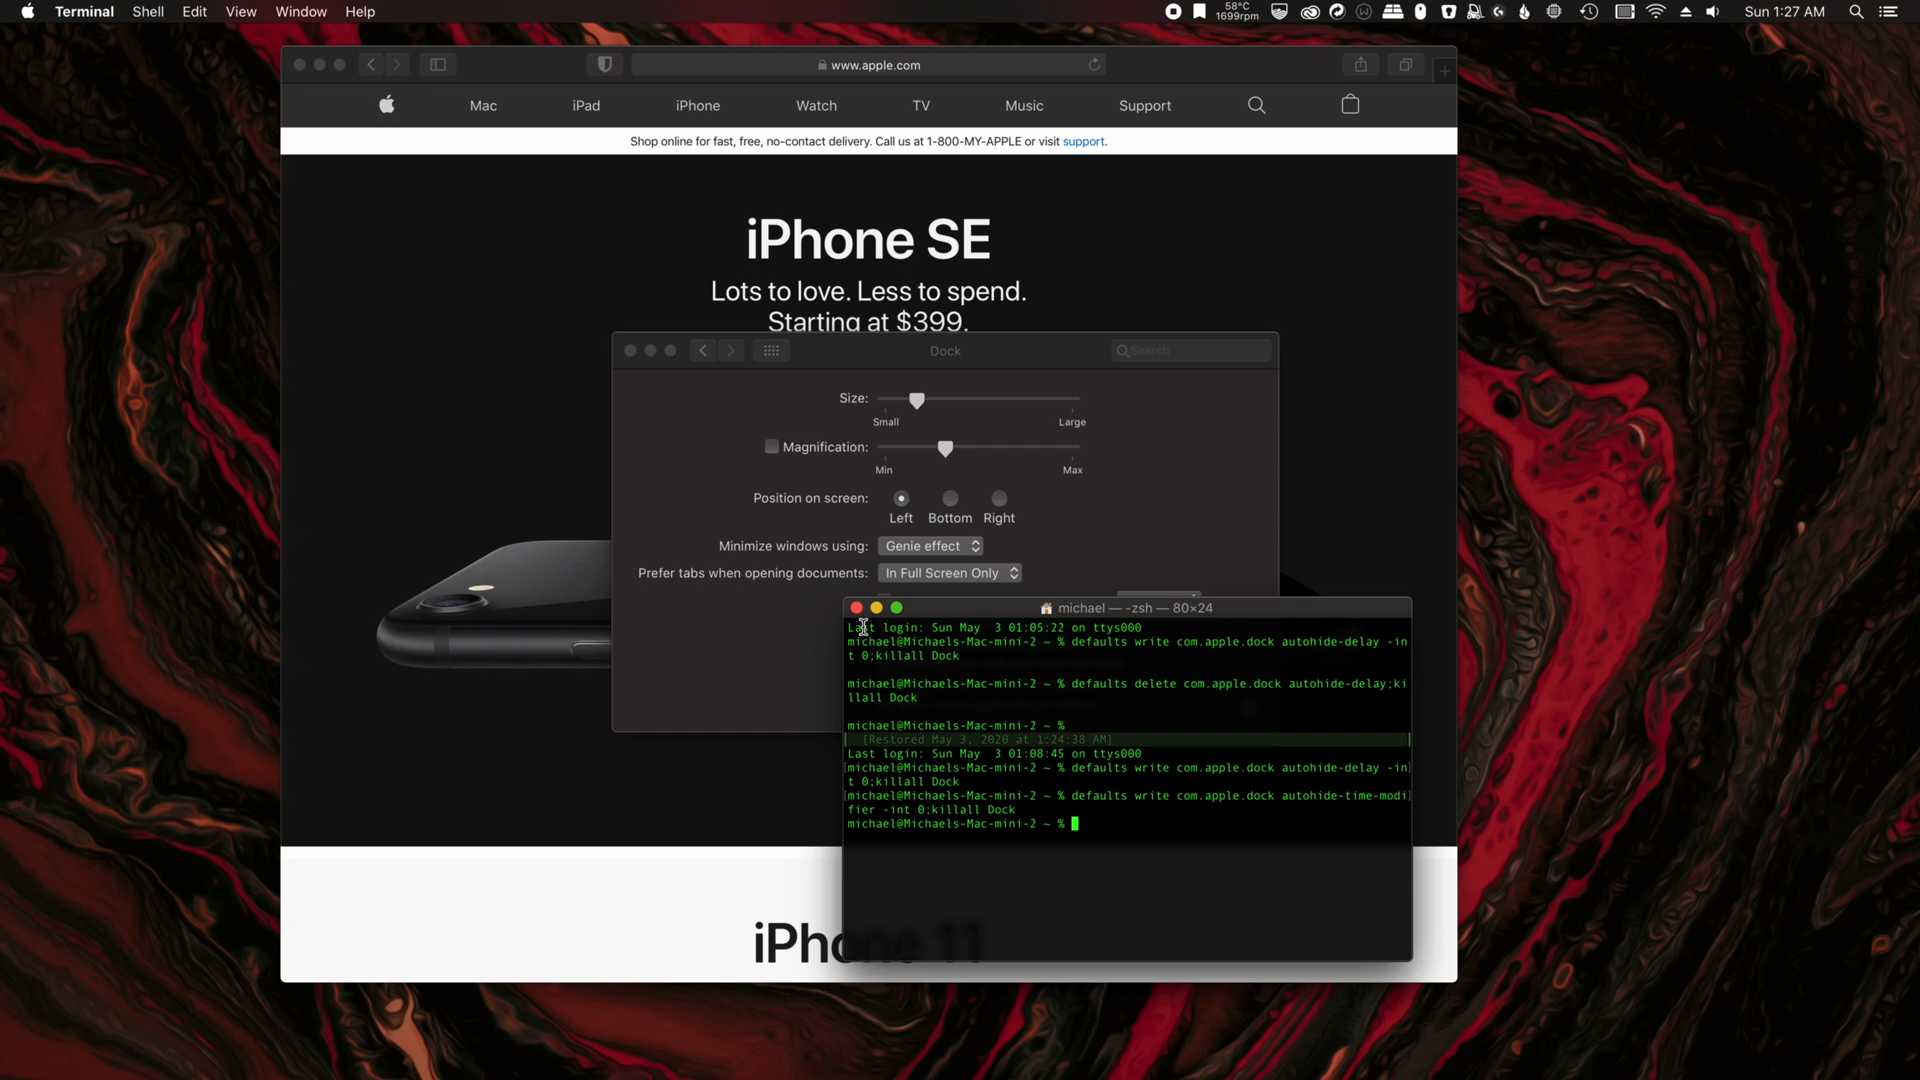 Terminal Shell Edit View Window Help
58°C
1699rpm
Sun 1:27 AM
www.apple.com
Mac iPad iPhone Watch TV Music Support
Shop online for fast, free, no-contact delivery. Call us at 1-800-MY-APPLE or visit support.
iPhone SE
Lots to love. Less to spend.
Starting at $399.
Dock
Search
Size:
Small Large
Magnification:
Min Max
Position on screen:
Left Bottom Right
Minimize windows using: Genie effect
Prefer tabs when opening documents: In Full Screen Only
michael — -zsh — 80×24
Last login: Sun May  3 01:05:22 on ttys000
michael@Michaels-Mac-mini-2 ~ % defaults write com.apple.dock autohide-delay -in
t 0;killall Dock
michael@Michaels-Mac-mini-2 ~ % defaults delete com.apple.dock autohide-delay;ki
llall Dock
michael@Michaels-Mac-mini-2 ~ %
[Restored May 3, 2020 at 1:24:38 AM]
Last login: Sun May  3 01:08:45 on ttys000
[michael@Michaels-Mac-mini-2 ~ % defaults write com.apple.dock autohide-delay -in]
t 0;killall Dock
[michael@Michaels-Mac-mini-2 ~ % defaults write com.apple.dock autohide-time-modi]
fier -int 0;killall Dock
michael@Michaels-Mac-mini-2 ~ %
iPhone 11